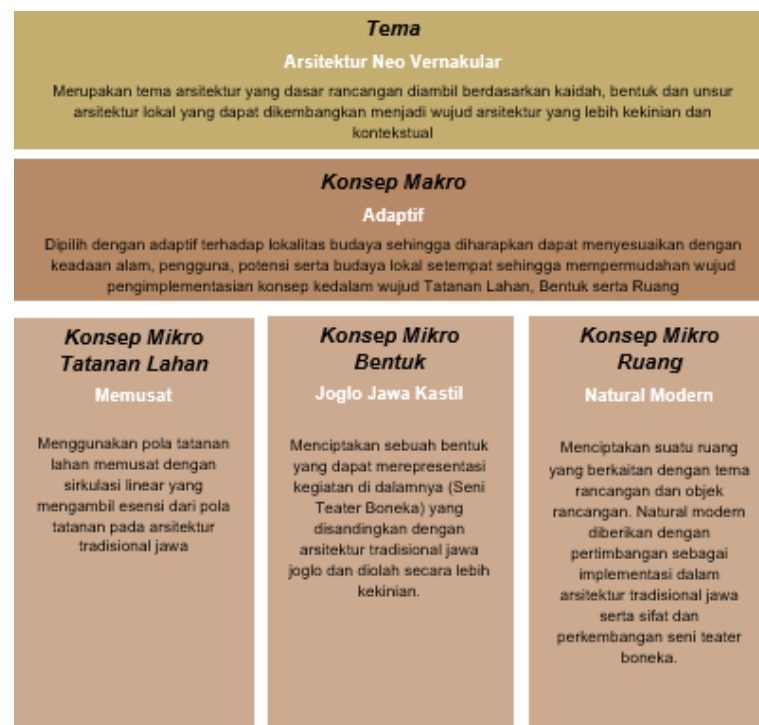 Tema
Arsitektur Neo Vernakular
Merupakan tema arsitektur yang dasar rancangan diambil berdasarkan kaidah, bentuk dan unsur
arsitektur lokal yang dapat dikembangkan menjadi wujud arsitektur yang lebih kekinian dan
kontekstual
Konsep Makro
Adaptif
Dipilih dengan adaptif terhadap lokalitas budaya sehingga diharapkan dapat menyesuaikan dengan
keadaan alam, pengguna, potensi serta budaya lokal setempat sehingga mempermudahan wujud
pengimplementasian konsep kedalam wujud Tatanan Lahan, Bentuk serta Ruang
Konsep Mikro
Tatanan Lahan
Memusat
Menggunakan pola tatanan
lahan memusat dengan
sirkulasi linear yang
mengambil esensi dari pola
tatanan pada arsitektur
tradisional jawa
Konsep Mikro
Bentuk
Joglo Jawa Kastil
Menciptakan sebuah bentuk
yang dapat merepresentasi
kegiatan di dalamnya (Seni
Teater Boneka) yang
disandingkan dengan
arsitektur tradisional jawa
joglo dan diolah secara lebih
kekinian.
Konsep Mikro
Ruang
Natural Modern
Menciptakan suatu ruang
yang berkaitan dengan tema
rancangan dan objek
rancangan. Natural modern
diberikan dengan
pertimbangan sebagai
implementasi dalam
arsitektur tradisional jawa
serta sifat dan
perkembangan seni teater
boneka.